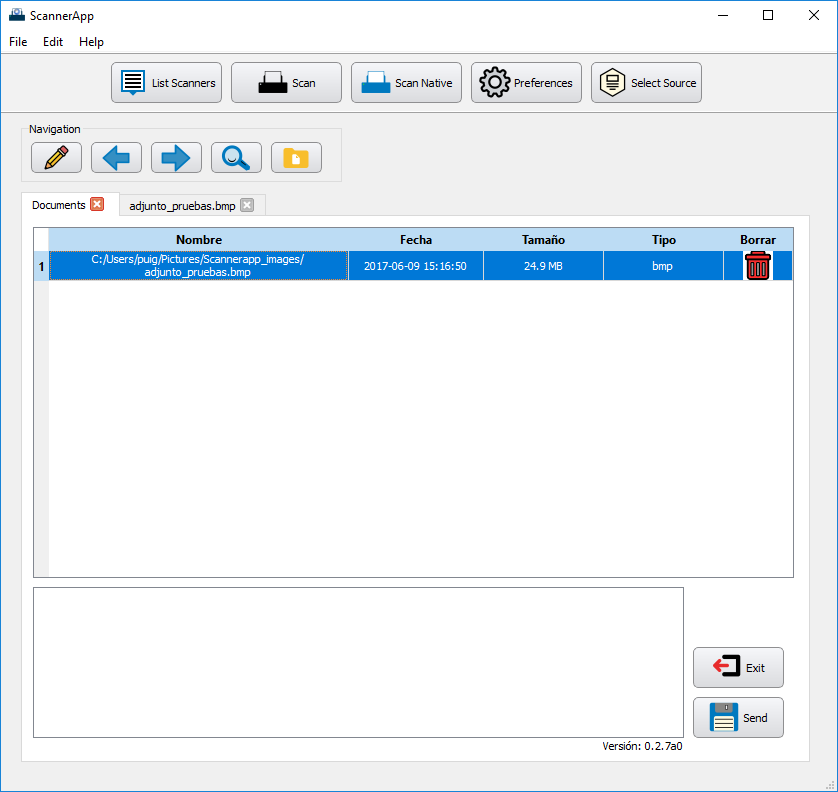 ScannerApp
File Edit Help
List Scanners Scan Scan Native Preferences Select Source
Navigation
Documents adjunto_pruebas.bmp
Nombre Fecha Tamaño Tipo Borrar
1 C:/Users/puig/Pictures/Scannerapp_images/
adjunto_pruebas.bmp 2017-06-09 15:16:50 24.9 MB bmp
Exit
Send
Versión: 0.2.7a0